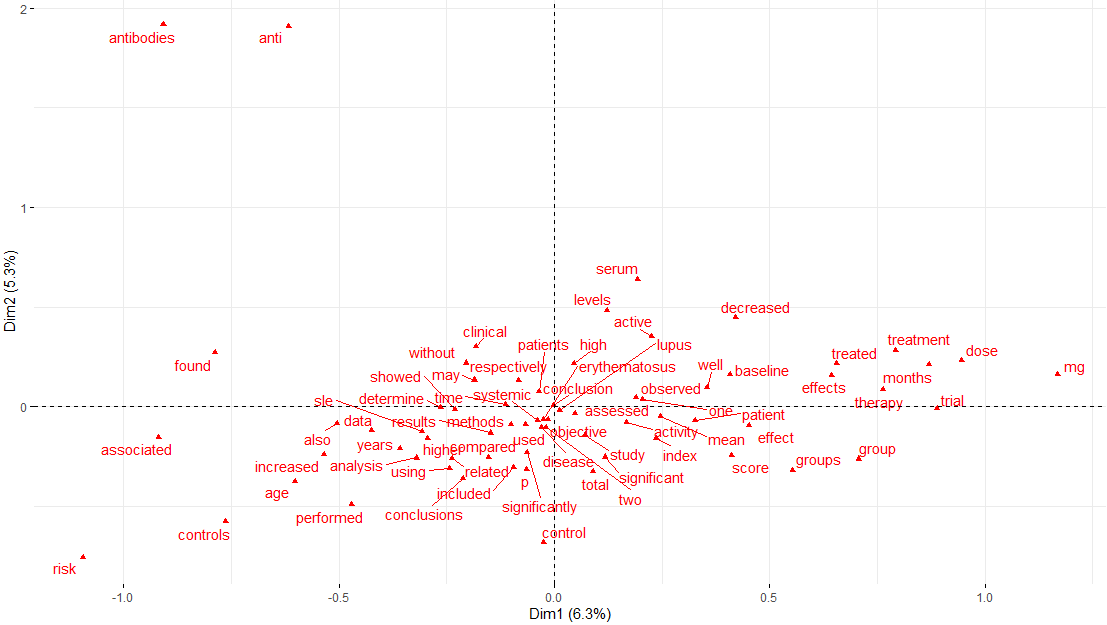 2
antibodies anti
1
serum
levels decreased
active
clinical patients high lupus treatment
without treated dose
found respectively erythematosus well baseline mg
showed may conclusion observed effects months
determine time systemic therapy trial
0
sle assessed one patient
data results methods
also objective activity mean effect
years higher compared used
associated
increased analysis using related disease study index score groups group
age included p total significant
conclusions significantly two
performed
controls control
risk
-1.0 -0.5 0.0 0.5 1.0
Dim1 (6.3%)
Dim2 (5.3%)